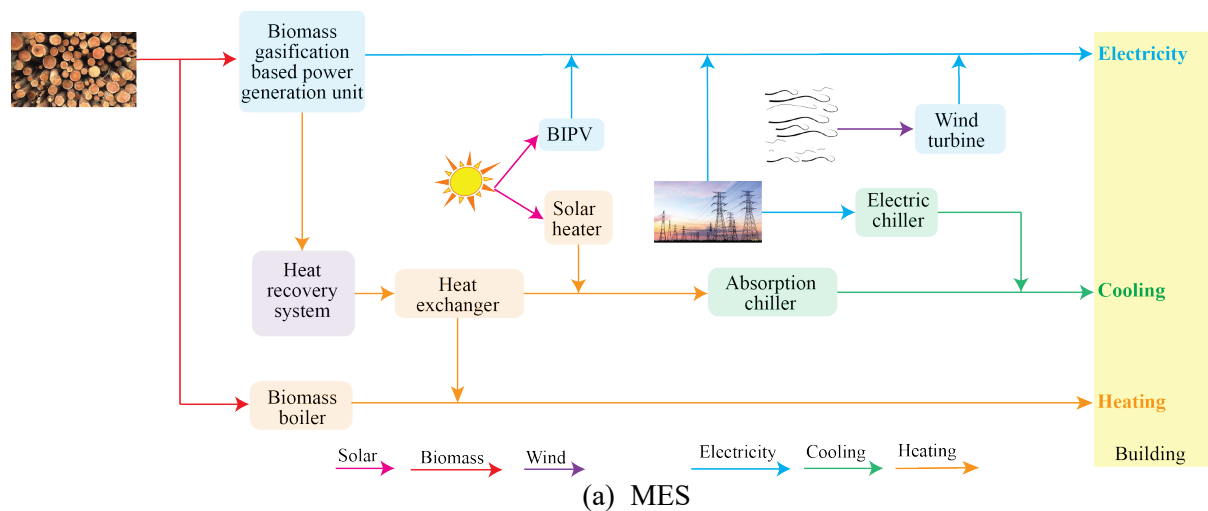 Biomass
gasification
based power
generation unit
Electricity
BIPV
Wind
turbine
Solar
heater
Electric
chiller
Heat
recovery
system
Heat
exchanger
Absorption
chiller
Cooling
Biomass
boiler
Heating
Solar
Biomass
Wind
Electricity
Cooling
Heating
Building
(a) MES